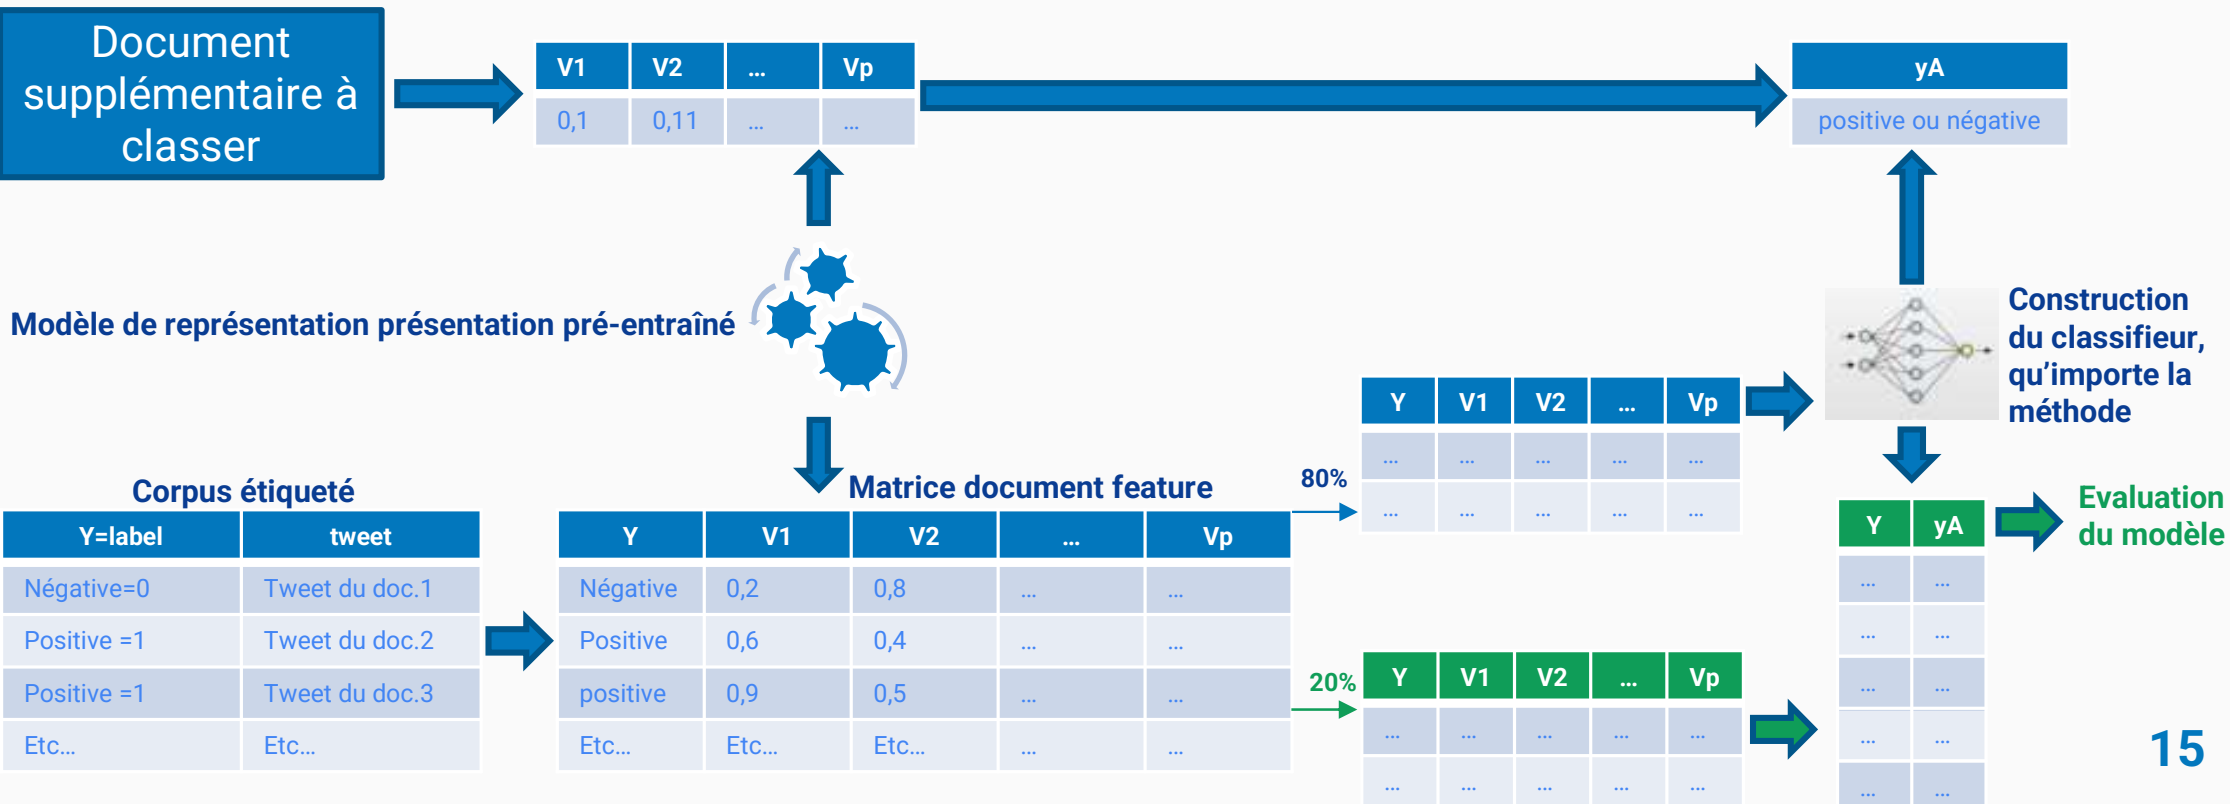 Document
supplémentaire à
classer
V1 V2 ... Vp
0,1 0,11 ... ...
yA
positive ou négative
Modèle de représentation présentation pré-entraîné
Construction
du classifieur,
qu'importe la
méthode
Corpus étiqueté
Y=label tweet
Négative=0 Tweet du doc.1
Positive =1 Tweet du doc.2
Positive =1 Tweet du doc.3
Etc... Etc...
Matrice document feature
Y V1 V2 ... Vp
Négative 0,2 0,8 ... ...
Positive 0,6 0,4 ... ...
positive 0,9 0,5 ... ...
Etc... Etc... Etc... ... ...
80%
Y V1 V2 ... Vp
... ... ... ... ...
... ... ... ... ...
20%
Y V1 V2 ... Vp
... ... ... ... ...
... ... ... ... ...
Y yA
... ...
... ...
... ...
... ...
... ...
Evaluation
du modèle
15